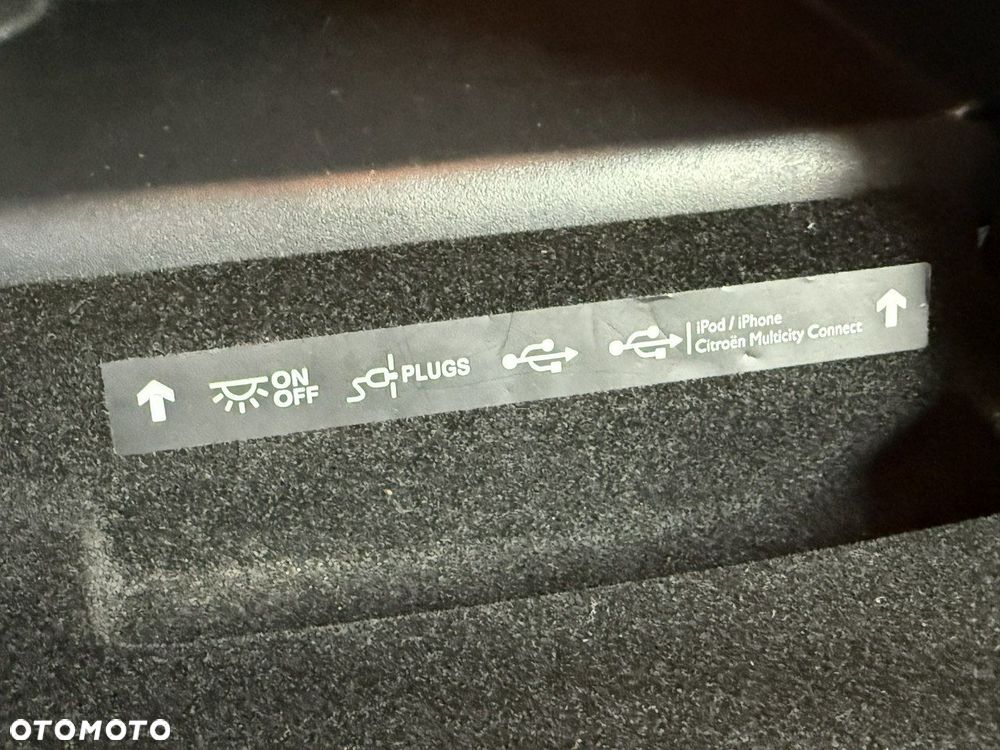 ON
OFF
PLUGS
iPod / iPhone
Citroën Multicity Connect
OTOMOTO